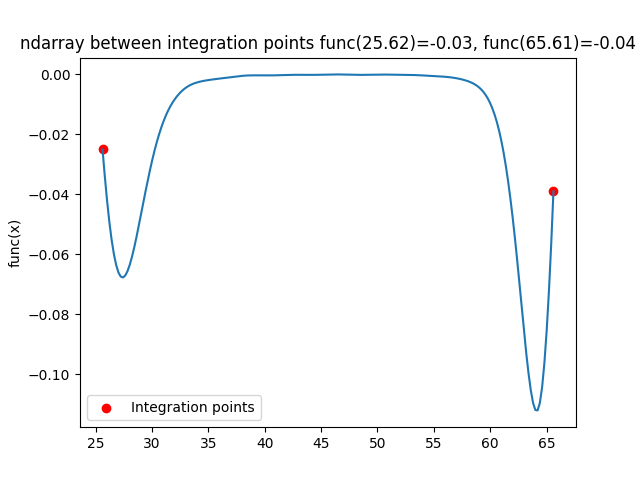 ndarray between integration points func(25.62)=-0.03, func(65.61)=-0.04
0.00
−0.02
−0.04
−0.06
−0.08
−0.10
func(x)
Integration points
25 30 35 40 45 50 55 60 65